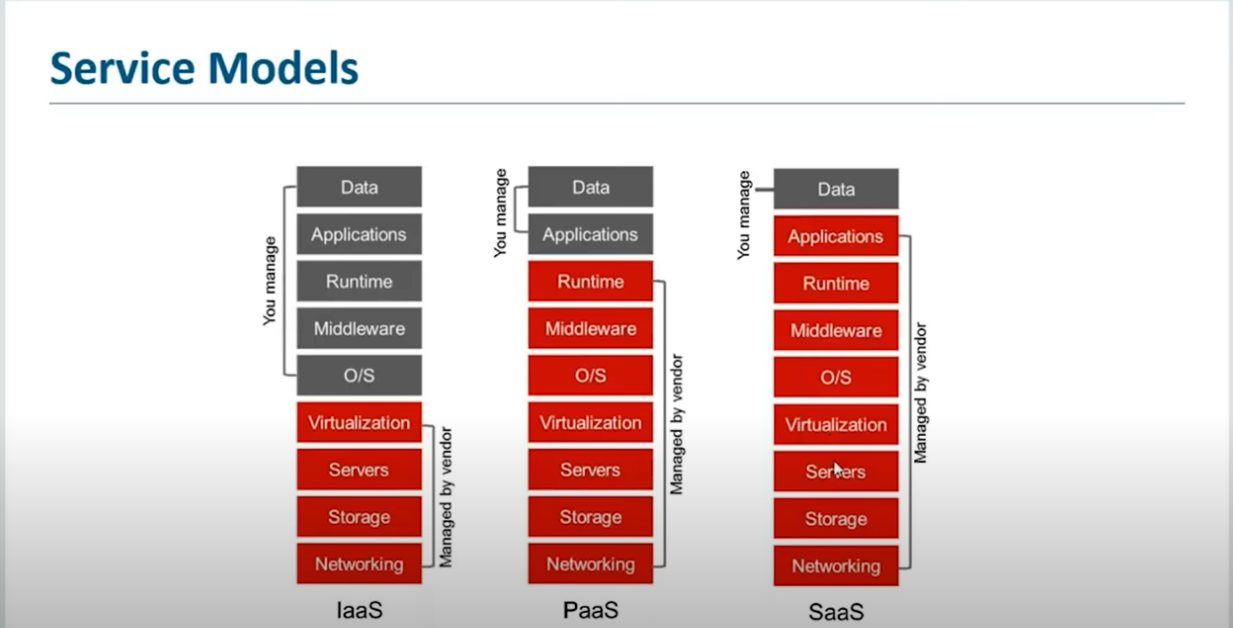 Service Models
You manage
Data
Applications
Runtime
Middleware
O/S
Virtualization
Servers
Storage
Networking
Managed by vendor
IaaS
You manage
Data
Applications
Runtime
Middleware
O/S
Virtualization
Servers
Storage
Networking
Managed by vendor
PaaS
You manage
Data
Applications
Runtime
Middleware
O/S
Virtualization
Servers
Storage
Networking
Managed by vendor
SaaS